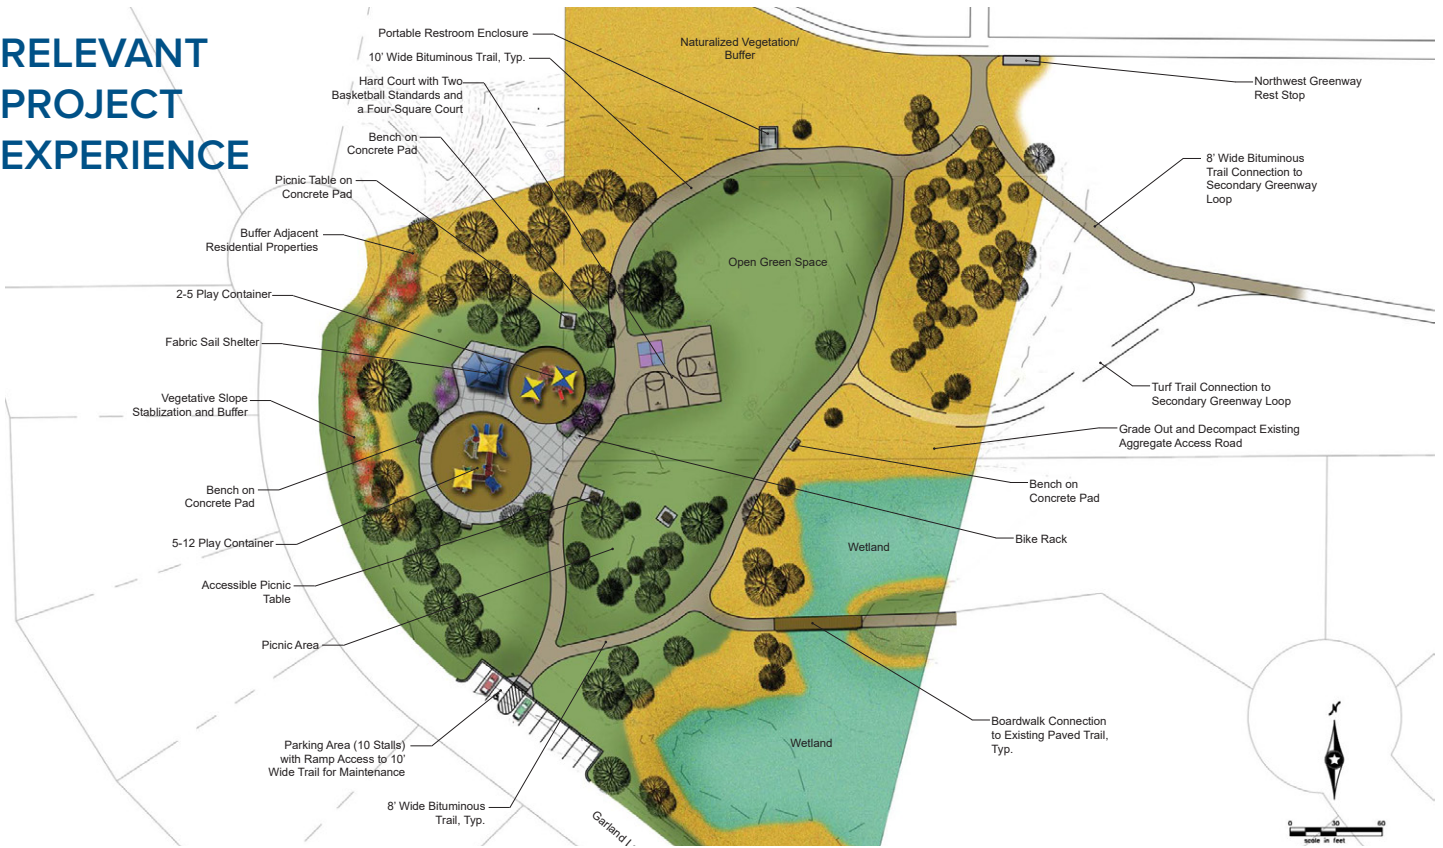 RELEVANT
PROJECT
EXPERIENCE
Portable Restroom Enclosure
10' Wide Bituminous Trail, Typ.
Hard Court with Two
Basketball Standards and
a Four-Square Court
Bench on
Concrete Pad
Picnic Table on
Concrete Pad
Buffer Adjacent
Residential Properties
2-5 Play Container
Fabric Sail Shelter
Vegetative Slope
Stablization and Buffer
Bench on
Concrete Pad
5-12 Play Container
Accessible Picnic
Table
Picnic Area
Parking Area (10 Stalls)
with Ramp Access to 10'
Wide Trail for Maintenance
8' Wide Bituminous
Trail, Typ.
Naturalized Vegetation/
Buffer
Open Green Space
Wetland
Wetland
Garland
Northwest Greenway
Rest Stop
8' Wide Bituminous
Trail Connection to
Secondary Greenway
Loop
Turf Trail Connection to
Secondary Greenway Loop
Grade Out and Decompact Existing
Aggregate Access Road
Bench on
Concrete Pad
Bike Rack
Boardwalk Connection
to Existing Paved Trail,
Typ.
N
0 30 60
scale in feet